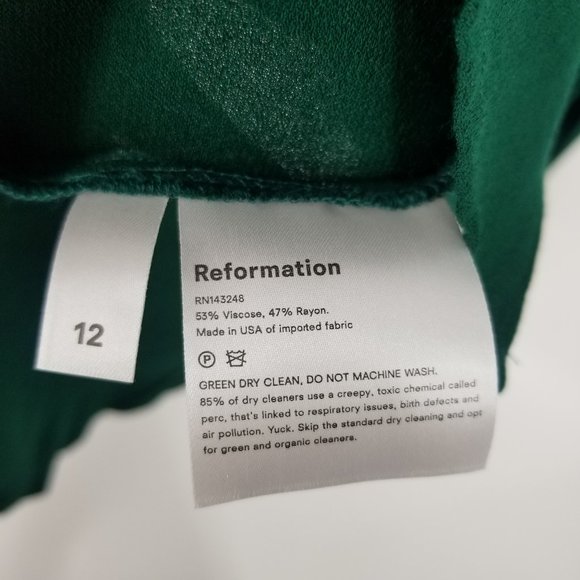 12
Reformation
RN143248
53% Viscose, 47% Rayon.
Made in USA of imported fabric
P
GREEN DRY CLEAN, DO NOT MACHINE WASH.
85% of dry cleaners use a creepy, toxic chemical called
perc, that's linked to respiratory issues, birth defects and
air pollution. Yuck. Skip the standard dry cleaning and opt
for green and organic cleaners.